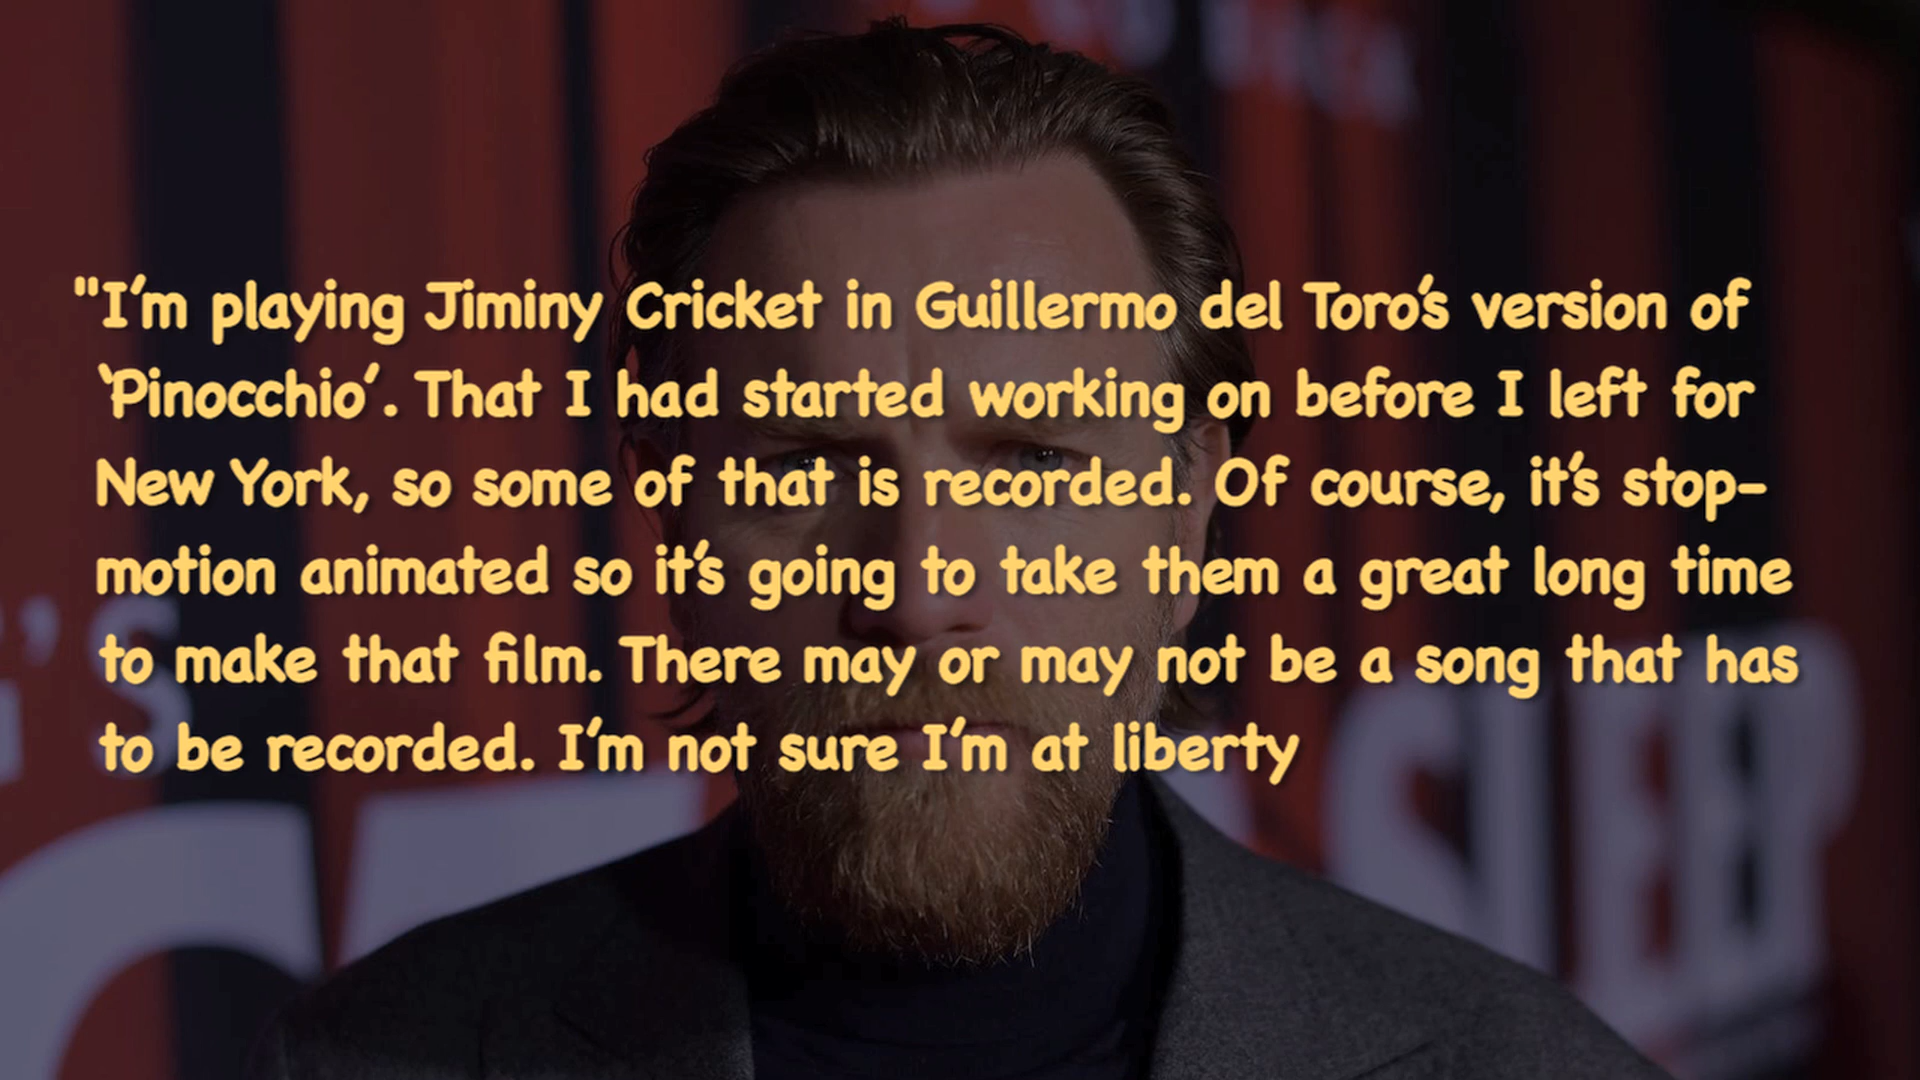 "I'm playing Jiminy Cricket in Guillermo del Toro's version of
‘Pinocchio’. That I had started working on before I left for
New York, so some of that is recorded. Of course, it's stop-
motion animated so it's going to take them a great long time
to make that film. There may or may not be a song that has
to be recorded. I'm not sure I'm at liberty